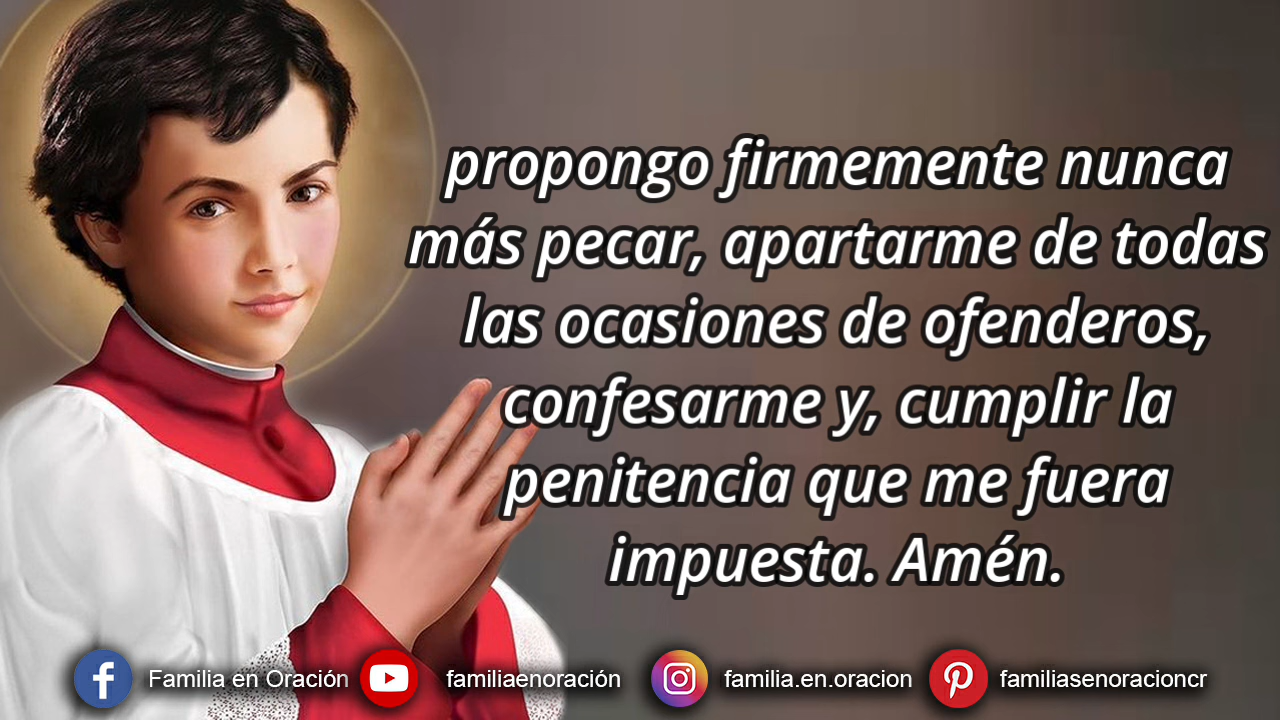 propongo firmemente nunca
más pecar, apartarme de todas
las ocasiones de ofenderos,
confesarme y, cumplir la
penitencia que me fuera
impuesta. Amén.
Familia en Oración familiaenoración familia.en.oracion familiasenoracioncr